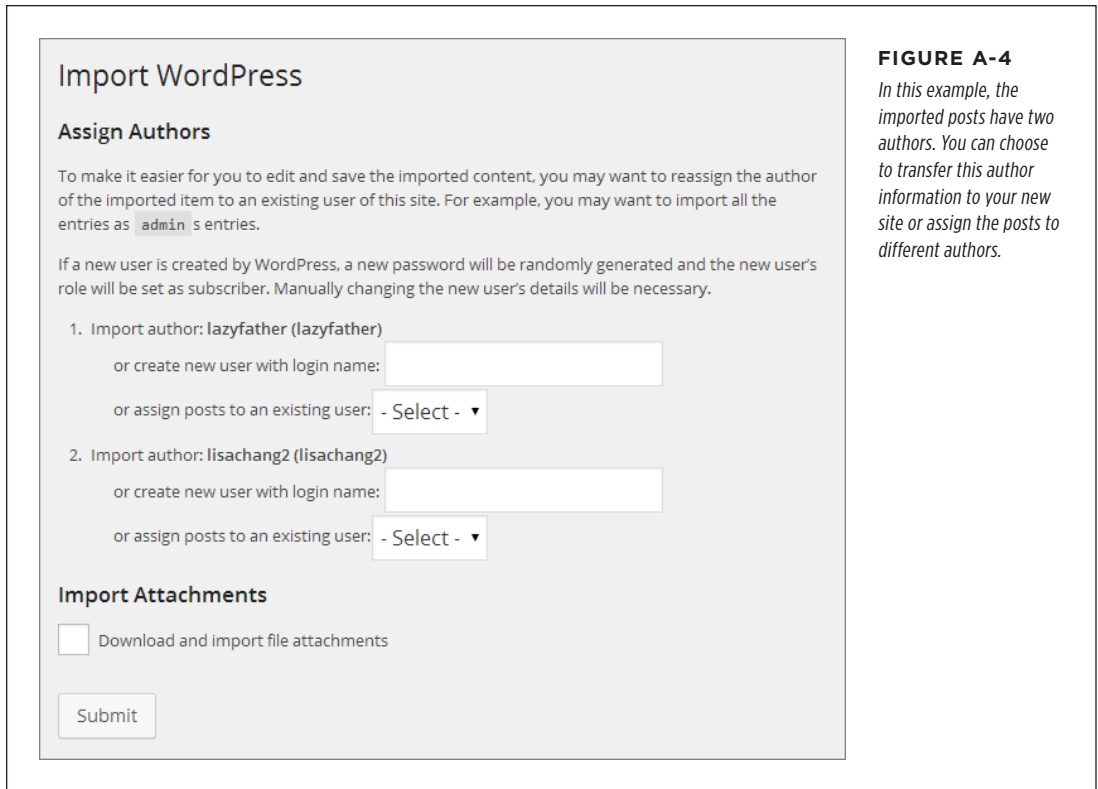 Import WordPress
Assign Authors
To make it easier for you to edit and save the imported content, you may want to reassign the author
of the imported item to an existing user of this site. For example, you may want to import all the
entries as admin s entries.
If a new user is created by WordPress, a new password will be randomly generated and the new user's
role will be set as subscriber. Manually changing the new user's details will be necessary.
1. Import author: lazyfather (lazyfather)
or create new user with login name:
or assign posts to an existing user: - Select -
2. Import author: lisachang2 (lisachang2)
or create new user with login name:
or assign posts to an existing user: - Select -
Import Attachments
Download and import file attachments
Submit
FIGURE A-4
In this example, the
imported posts have two
authors. You can choose
to transfer this author
information to your new
site or assign the posts to
different authors.